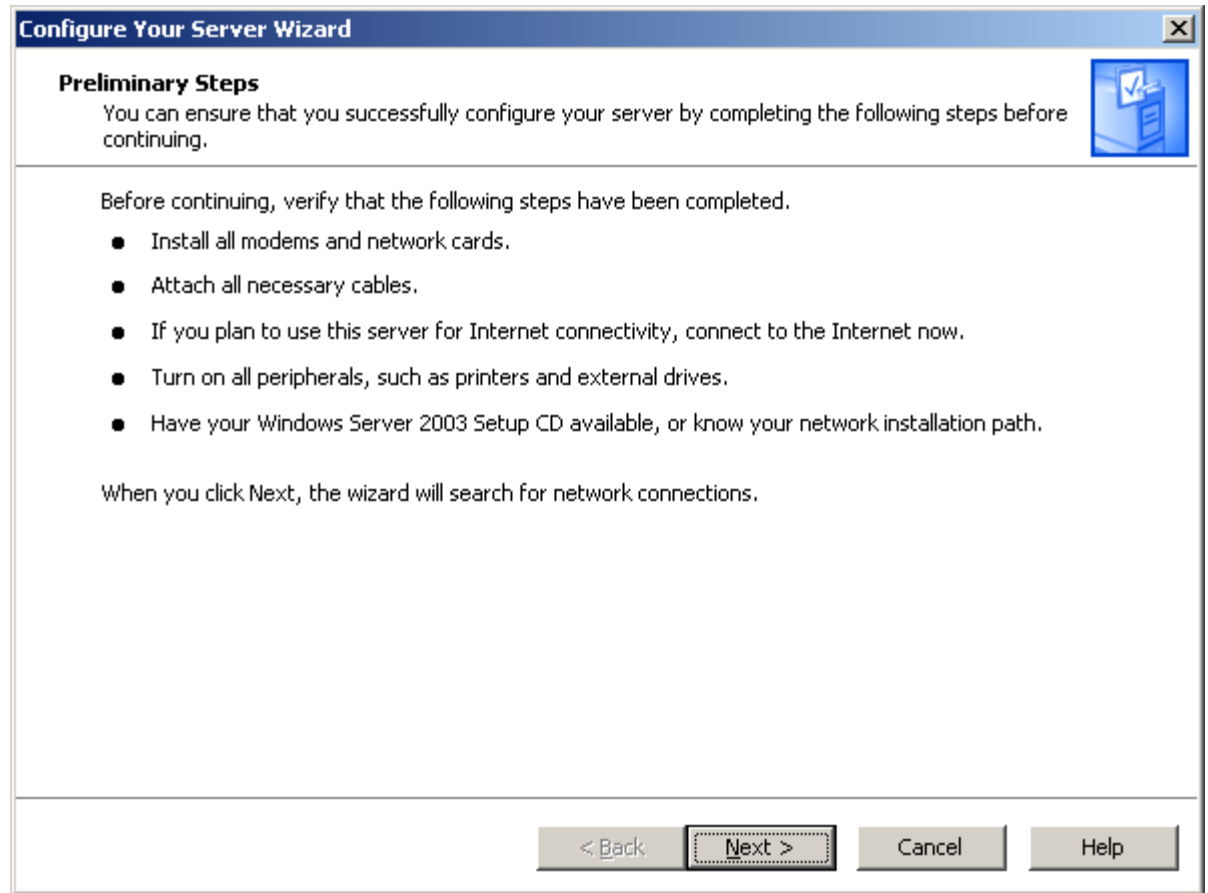 Configure Your Server Wizard
Preliminary Steps
You can ensure that you successfully configure your server by completing the following steps before
continuing.
Before continuing, verify that the following steps have been completed.
Install all modems and network cards.
Attach all necessary cables.
If you plan to use this server for Internet connectivity, connect to the Internet now.
Turn on all peripherals, such as printers and external drives.
Have your Windows Server 2003 Setup CD available, or know your network installation path.
When you click Next, the wizard will search for network connections.
< Back Next > Cancel Help